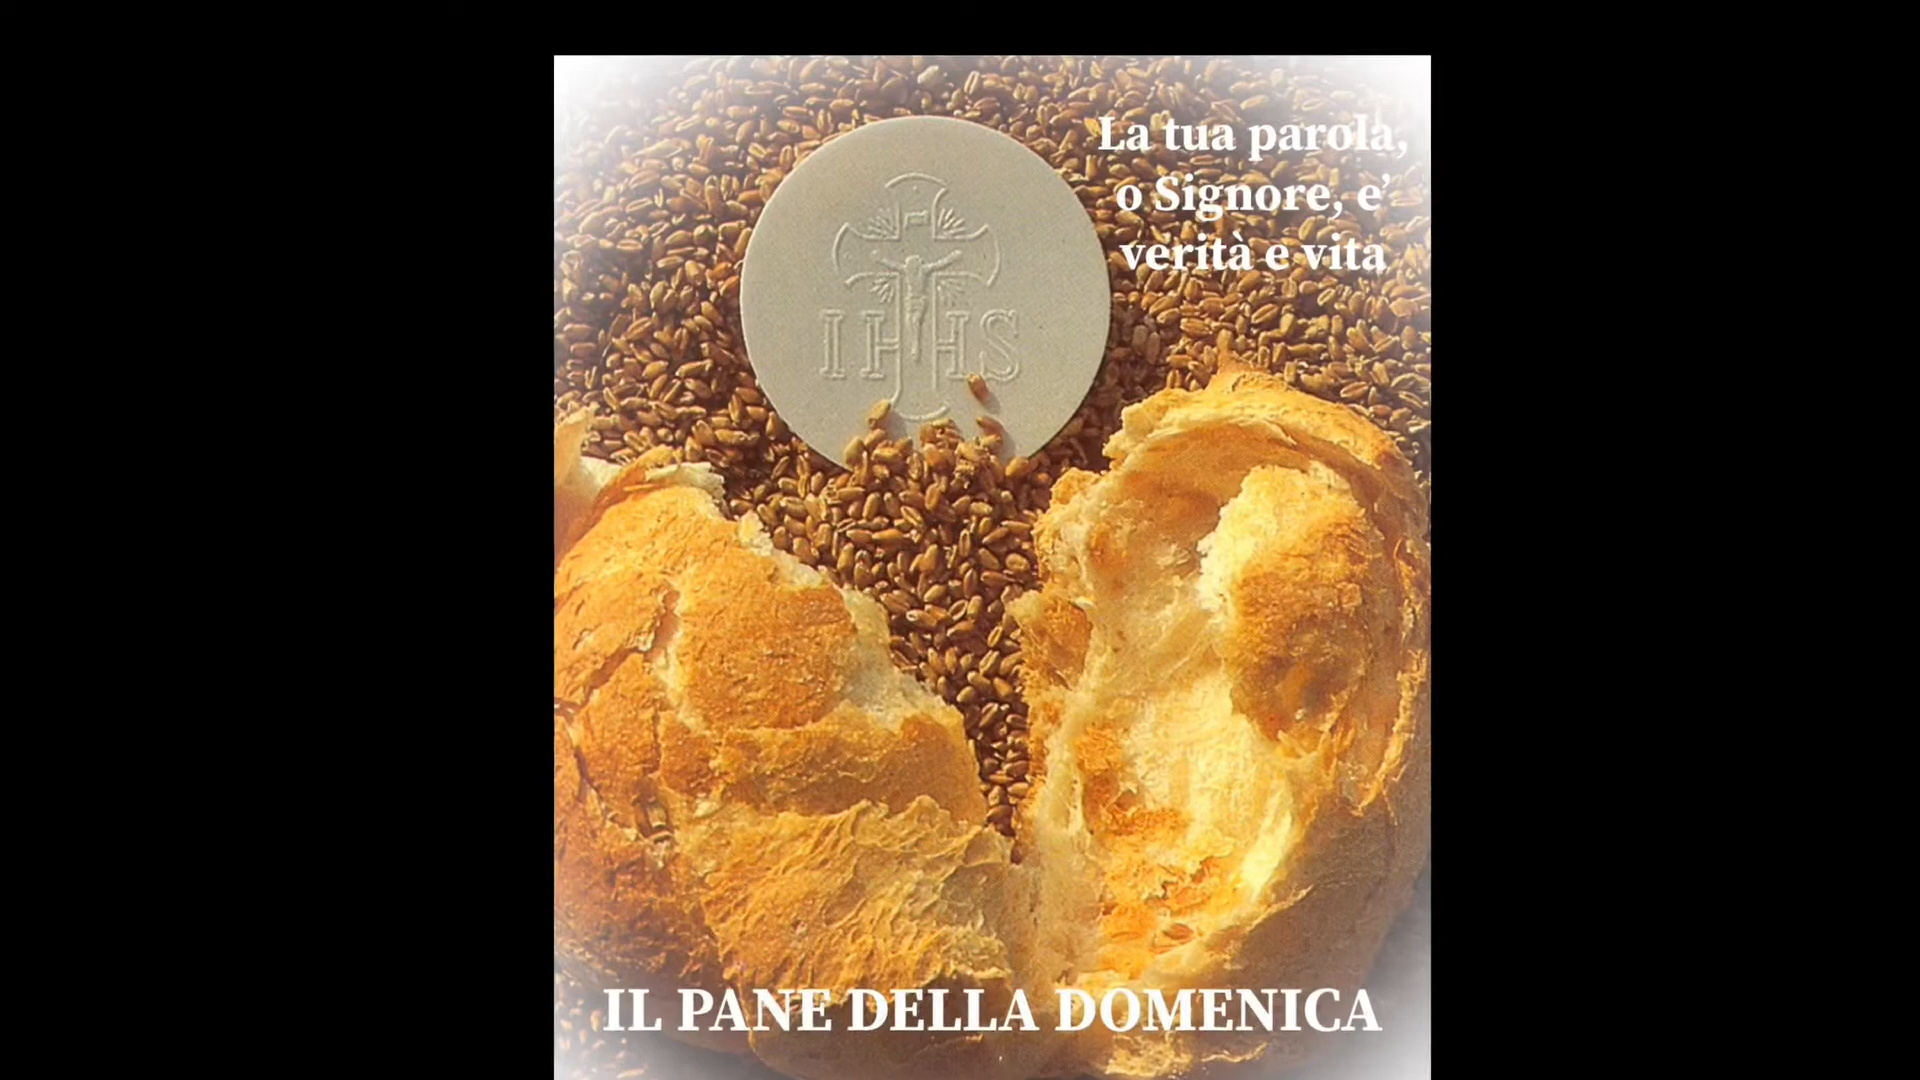 La tua parola,
o Signore, e’
verità e vita
IHS
IL PANE DELLA DOMENICA